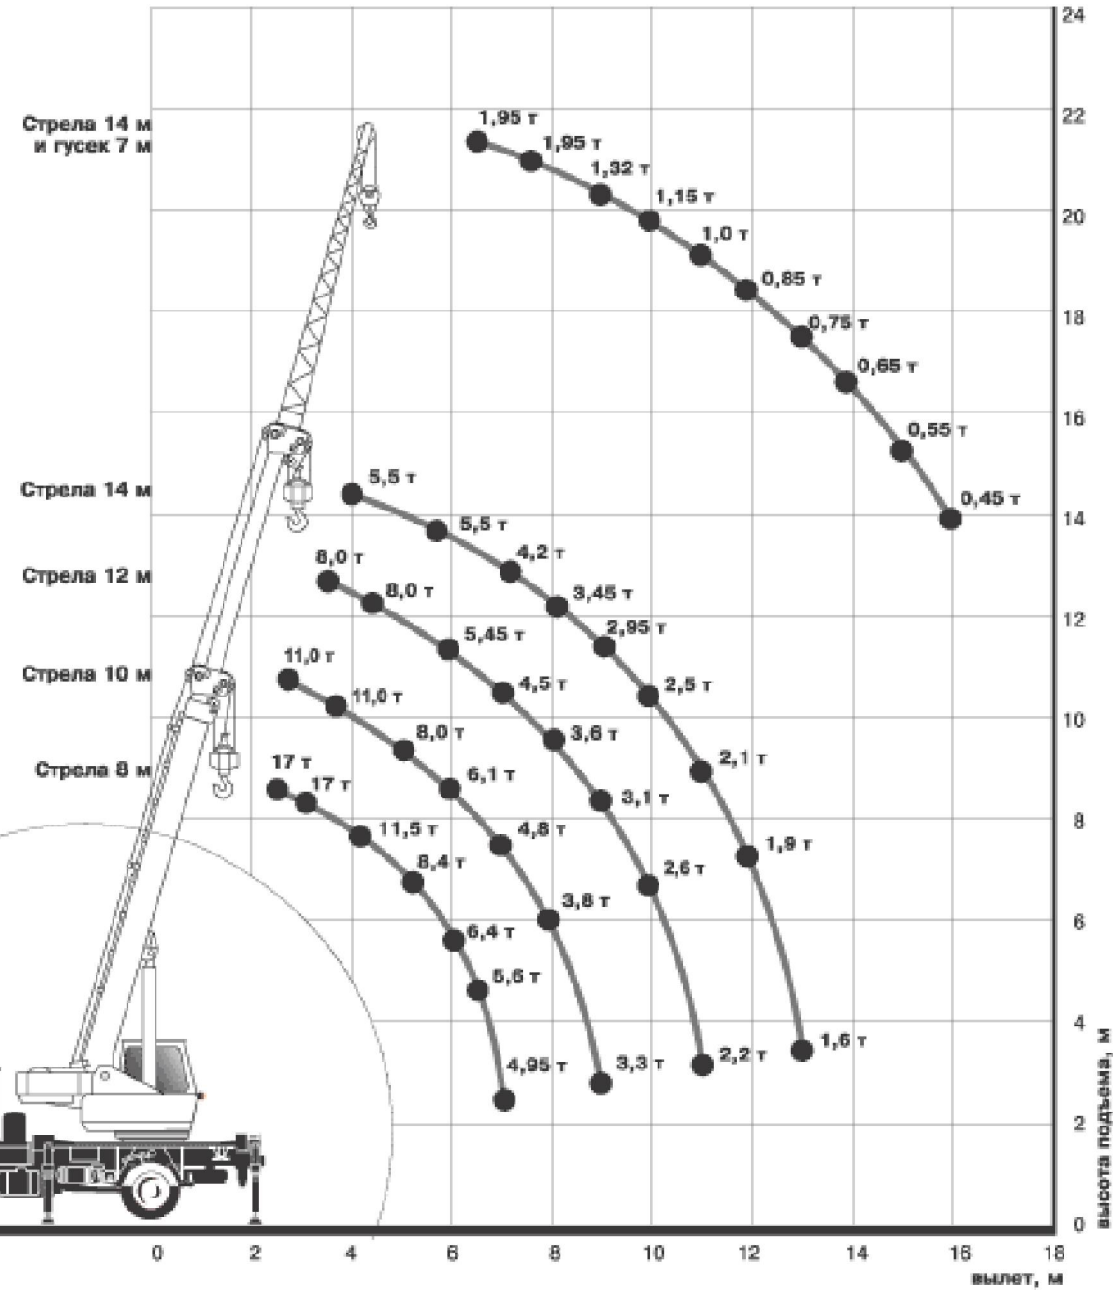 24
Стрела 14 м
и гусек 7 м
1,95 т
22
1,95 т
1,32 т
1,15 т
20
1,0 т
0,85 т
18
0,75 т
0,65 т
16
0,55 т
Стрела 14 м
5,5 т
0,45 т
14
5,5 т
4,2 т
Стрела 12 м
8,0 т
8,0 т
3,45 т
12
2,95 т
5,45 т
Стрела 10 м
11,0 т
11,0 т
4,5 т
2,5 т
10
8,0 т
3,6 т
Стрела 8 м
17 т
17 т
6,1 т
2,1 т
3,1 т
8
11,5 т
4,8 т
1,9 т
8,4 т
2,6 т
6
6,4 т
3,8 т
5,6 т
4
4,95 т
3,3 т
2,2 т
1,6 т
2
высота подъема, м
0
0 2 4 6 8 10 12 14 16 18
вылет, м